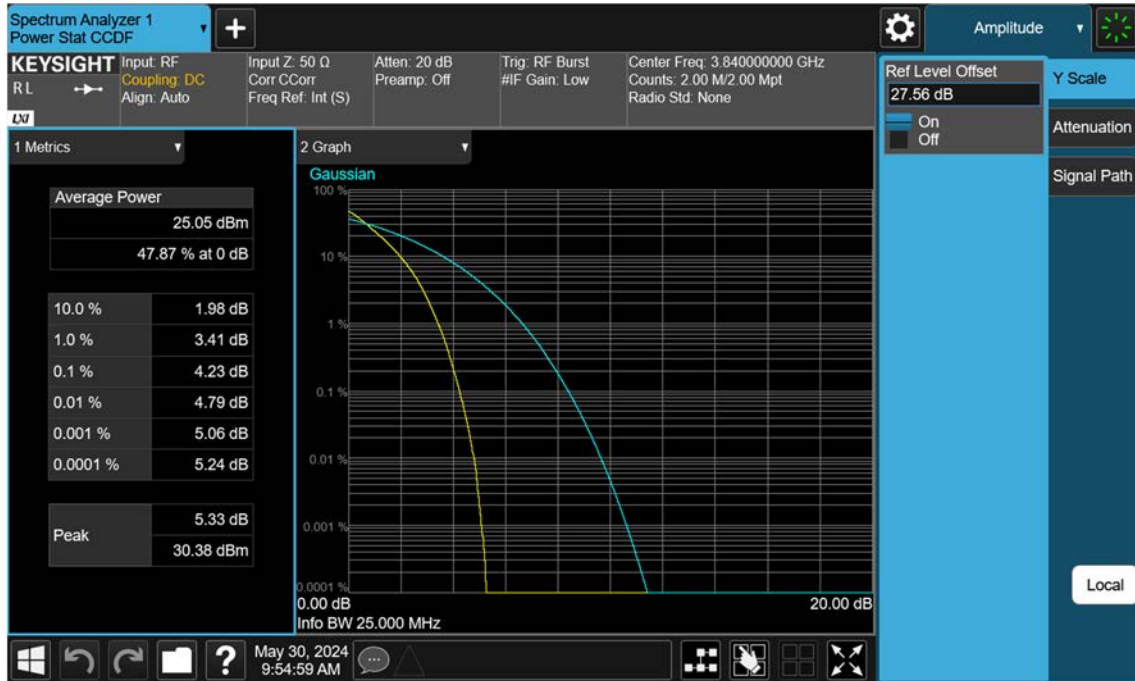 Spectrum Analyzer 1
Power Stat CCDF
+
Amplitude
KEYSIGHT
R L
LXI
Input: RF
Coupling: DC
Align: Auto
Input Z: 50 Ω
Corr CCorr
Freq Ref: Int (S)
Atten: 20 dB
Preamp: Off
Trig: RF Burst
#IF Gain: Low
Center Freq: 3.840000000 GHz
Counts: 2.00 M/2.00 Mpt
Radio Std: None
Ref Level Offset
27.56 dB
On
Off
Y Scale
Attenuation
Signal Path
1 Metrics
Average Power
25.05 dBm
47.87 % at 0 dB
10.0 % 1.98 dB
1.0 % 3.41 dB
0.1 % 4.23 dB
0.01 % 4.79 dB
0.001 % 5.06 dB
0.0001 % 5.24 dB
Peak
5.33 dB
30.38 dBm
2 Graph
Gaussian
100 %
10 %
1 %
0.1 %
0.01 %
0.001 %
0.0001 %
0.00 dB 20.00 dB
Info BW 25.000 MHz
Local
?
May 30, 2024
9:54:59 AM